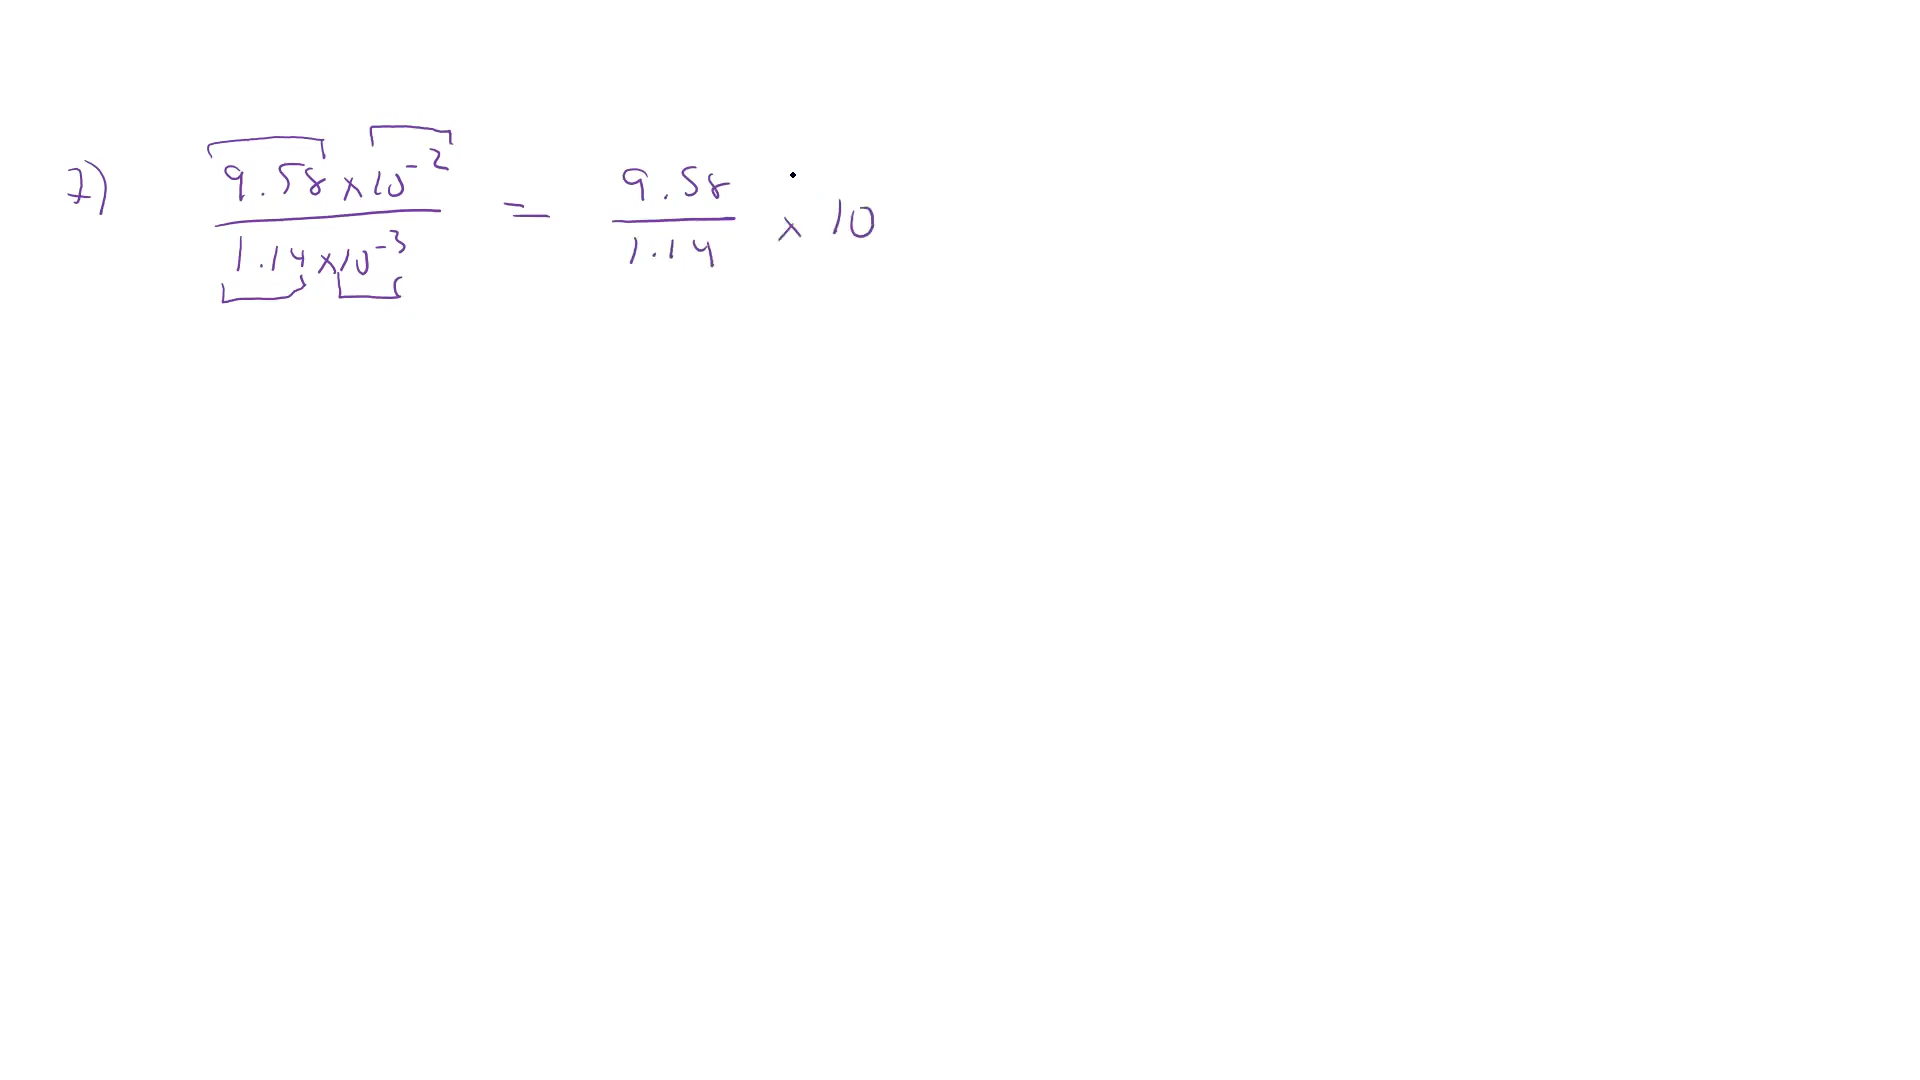 7) 9.58 x 10⁻² / 1.14 x 10⁻³ = 9.58 / 1.14 x 10